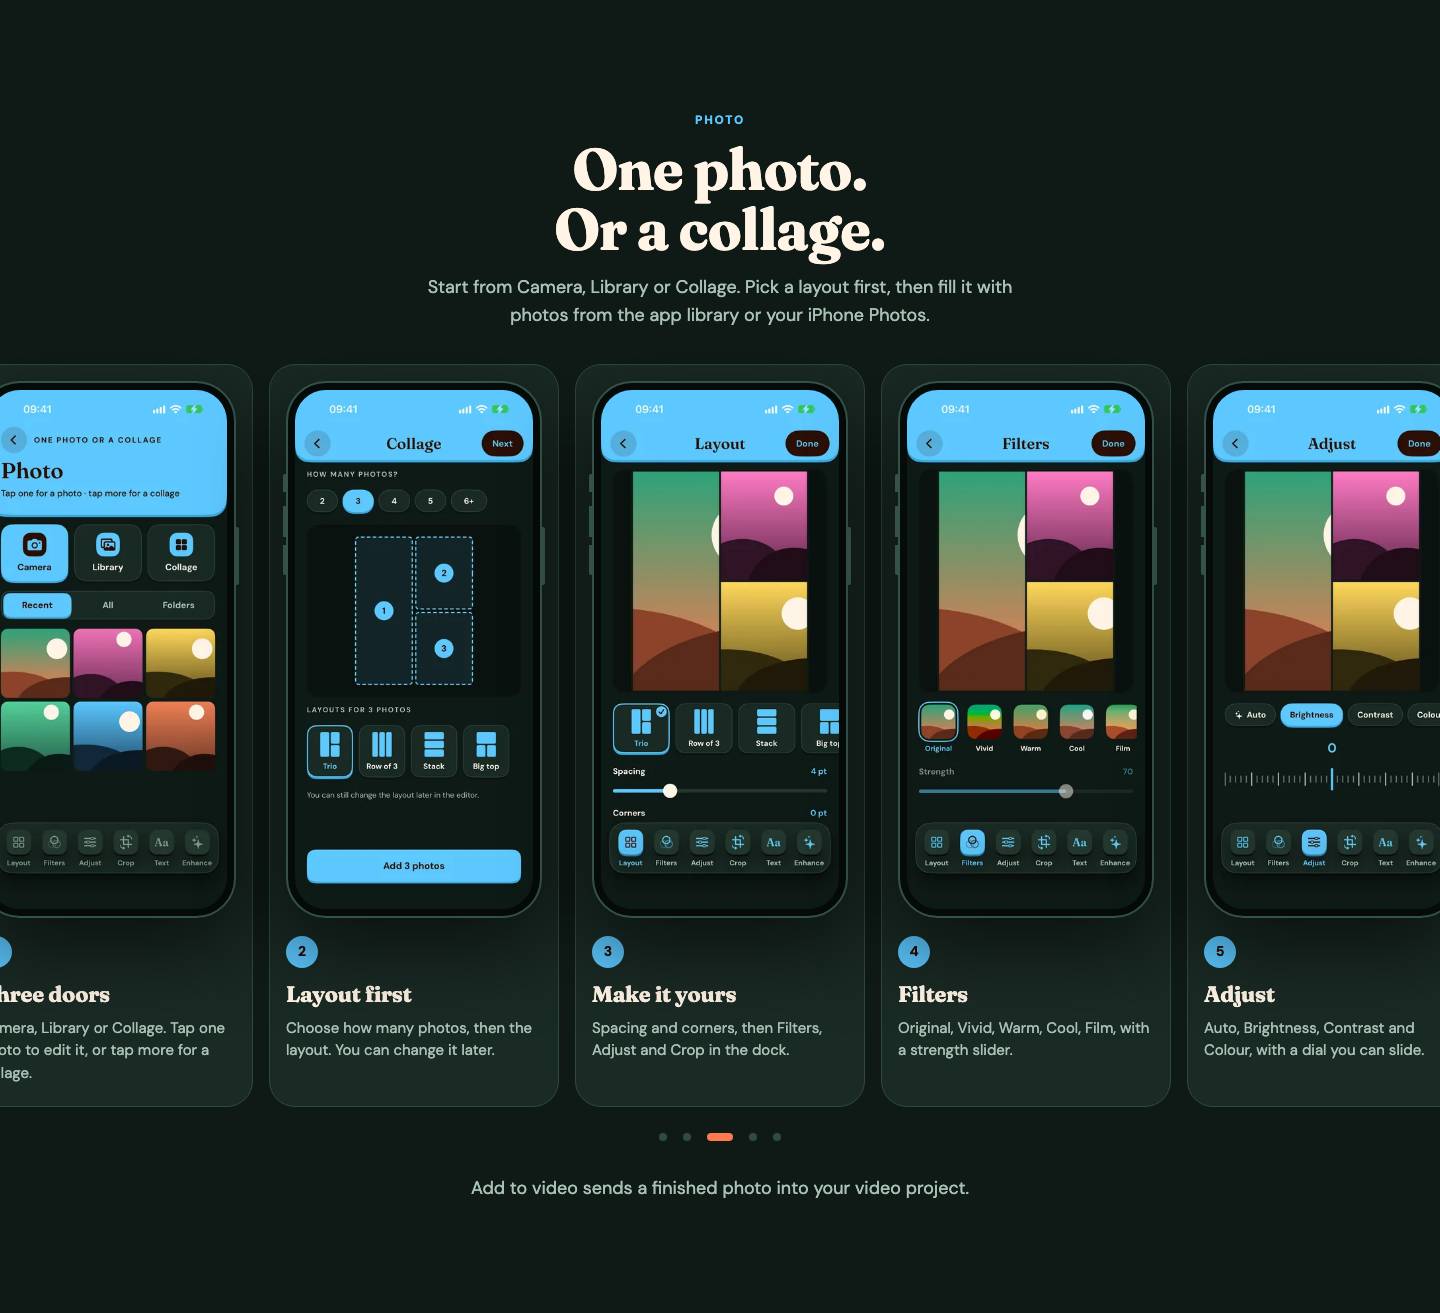 PHOTO
One photo.
Or a collage.
Start from Camera, Library or Collage. Pick a layout first, then fill it with
photos from the app library or your iPhone Photos.
09:41
ONE PHOTO OR A COLLAGE
Photo
Tap one for a photo · tap more for a collage
Camera
Library
Collage
Recent
All
Folders
Layout
Filters
Adjust
Crop
Aa
Text
Enhance
hree doors
mera, Library or Collage. Tap one
oto to edit it, or tap more for a
lage.
09:41
Collage
Next
HOW MANY PHOTOS?
2
3
4
5
6+
1
2
3
LAYOUTS FOR 3 PHOTOS
Trio
Row of 3
Stack
Big top
You can still change the layout later in the editor.
Add 3 photos
2
Layout first
Choose how many photos, then the
layout. You can change it later.
09:41
Layout
Done
Trio
Row of 3
Stack
Big top
Spacing
4 pt
Corners
0 pt
Layout
Filters
Adjust
Crop
Aa
Text
Enhance
3
Make it yours
Spacing and corners, then Filters,
Adjust and Crop in the dock.
09:41
Filters
Done
Original
Vivid
Warm
Cool
Film
Strength
70
Layout
Filters
Adjust
Crop
Aa
Text
Enhance
4
Filters
Original, Vivid, Warm, Cool, Film, with
a strength slider.
09:41
Adjust
Done
Auto
Brightness
Contrast
Colou
0
Layout
Filters
Adjust
Crop
Aa
Text
Enhance
5
Adjust
Auto, Brightness, Contrast and
Colour, with a dial you can slide.
Add to video sends a finished photo into your video project.